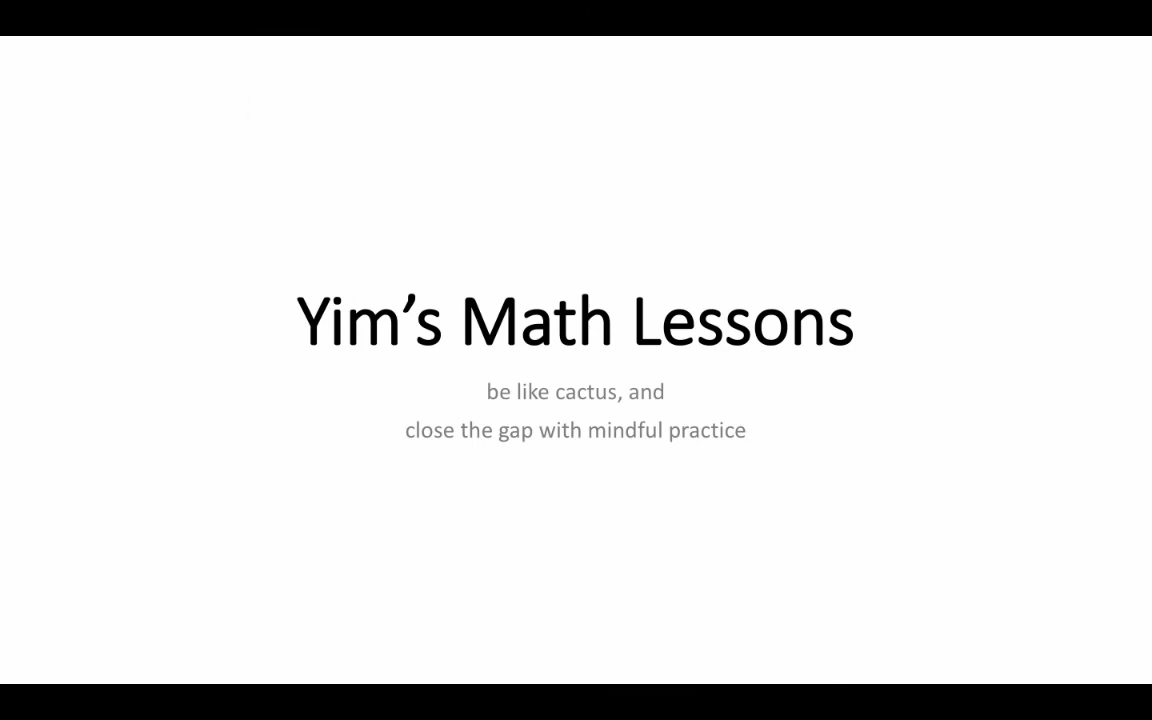 Yim’s Math Lessons
be like cactus, and
close the gap with mindful practice